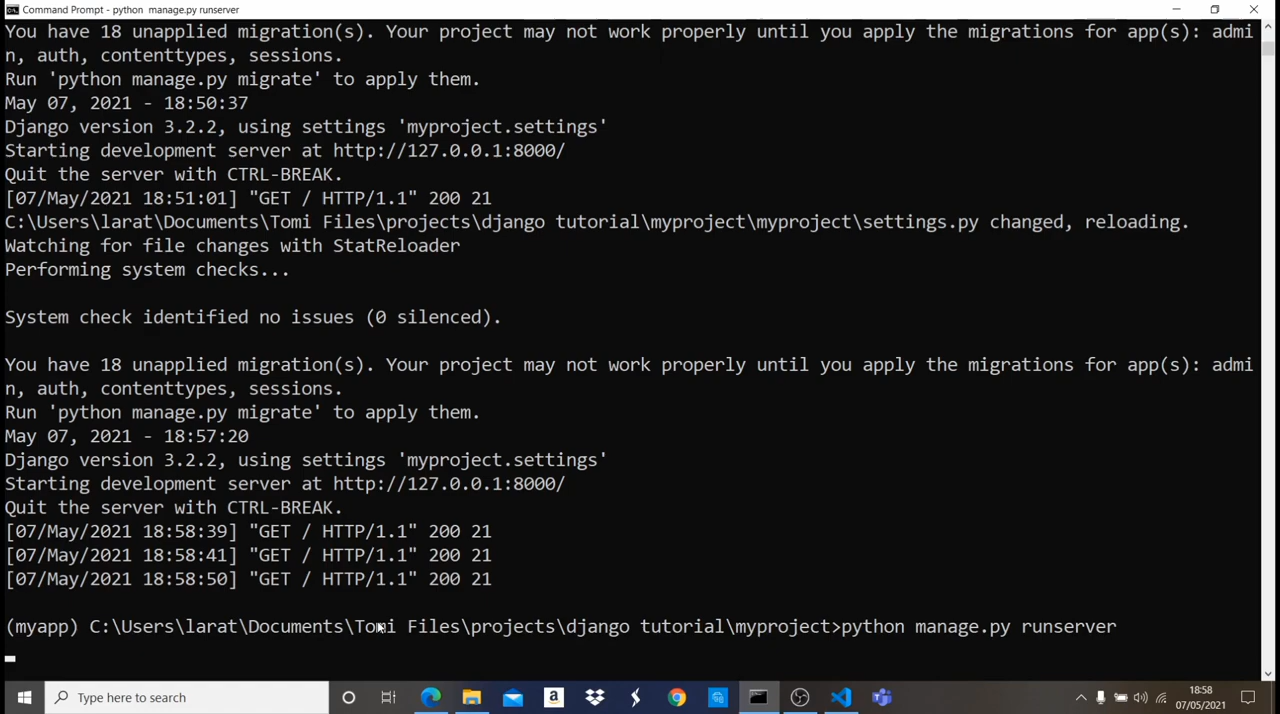 Command Prompt - python  manage.py runserver
You have 18 unapplied migration(s). Your project may not work properly until you apply the migrations for app(s): admi
n, auth, contenttypes, sessions.
Run 'python manage.py migrate' to apply them.
May 07, 2021 - 18:50:37
Django version 3.2.2, using settings 'myproject.settings'
Starting development server at http://127.0.0.1:8000/
Quit the server with CTRL-BREAK.
[07/May/2021 18:51:01] "GET / HTTP/1.1" 200 21
C:\Users\larat\Documents\Tomi Files\projects\django tutorial\myproject\myproject\settings.py changed, reloading.
Watching for file changes with StatReloader
Performing system checks...
System check identified no issues (0 silenced).
You have 18 unapplied migration(s). Your project may not work properly until you apply the migrations for app(s): admi
n, auth, contenttypes, sessions.
Run 'python manage.py migrate' to apply them.
May 07, 2021 - 18:57:20
Django version 3.2.2, using settings 'myproject.settings'
Starting development server at http://127.0.0.1:8000/
Quit the server with CTRL-BREAK.
[07/May/2021 18:58:39] "GET / HTTP/1.1" 200 21
[07/May/2021 18:58:41] "GET / HTTP/1.1" 200 21
[07/May/2021 18:58:50] "GET / HTTP/1.1" 200 21
(myapp) C:\Users\larat\Documents\Tomi Files\projects\django tutorial\myproject>python manage.py runserver
Type here to search
18:58
07/05/2021